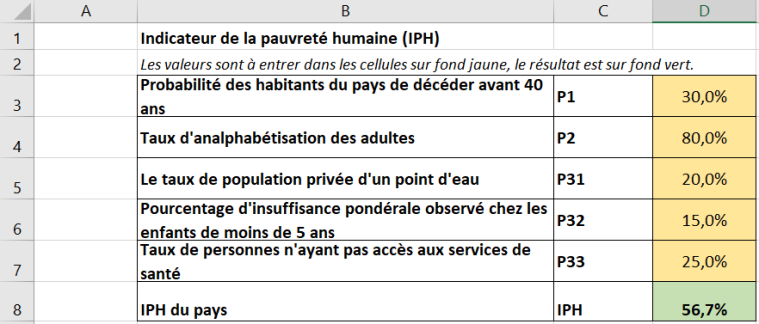 A B C D
1 Indicateur de la pauvreté humaine (IPH)
2 Les valeurs sont à entrer dans les cellules sur fond jaune, le résultat est sur fond vert.
Probabilité des habitants du pays de décéder avant 40
3 ans P1 30,0%
4 Taux d'analphabétisation des adultes P2 80,0%
5 Le taux de population privée d'un point d'eau P31 20,0%
Pourcentage d'insuffisance pondérale observé chez les
6 enfants de moins de 5 ans P32 15,0%
Taux de personnes n'ayant pas accès aux services de
7 santé P33 25,0%
8 IPH du pays IPH 56,7%